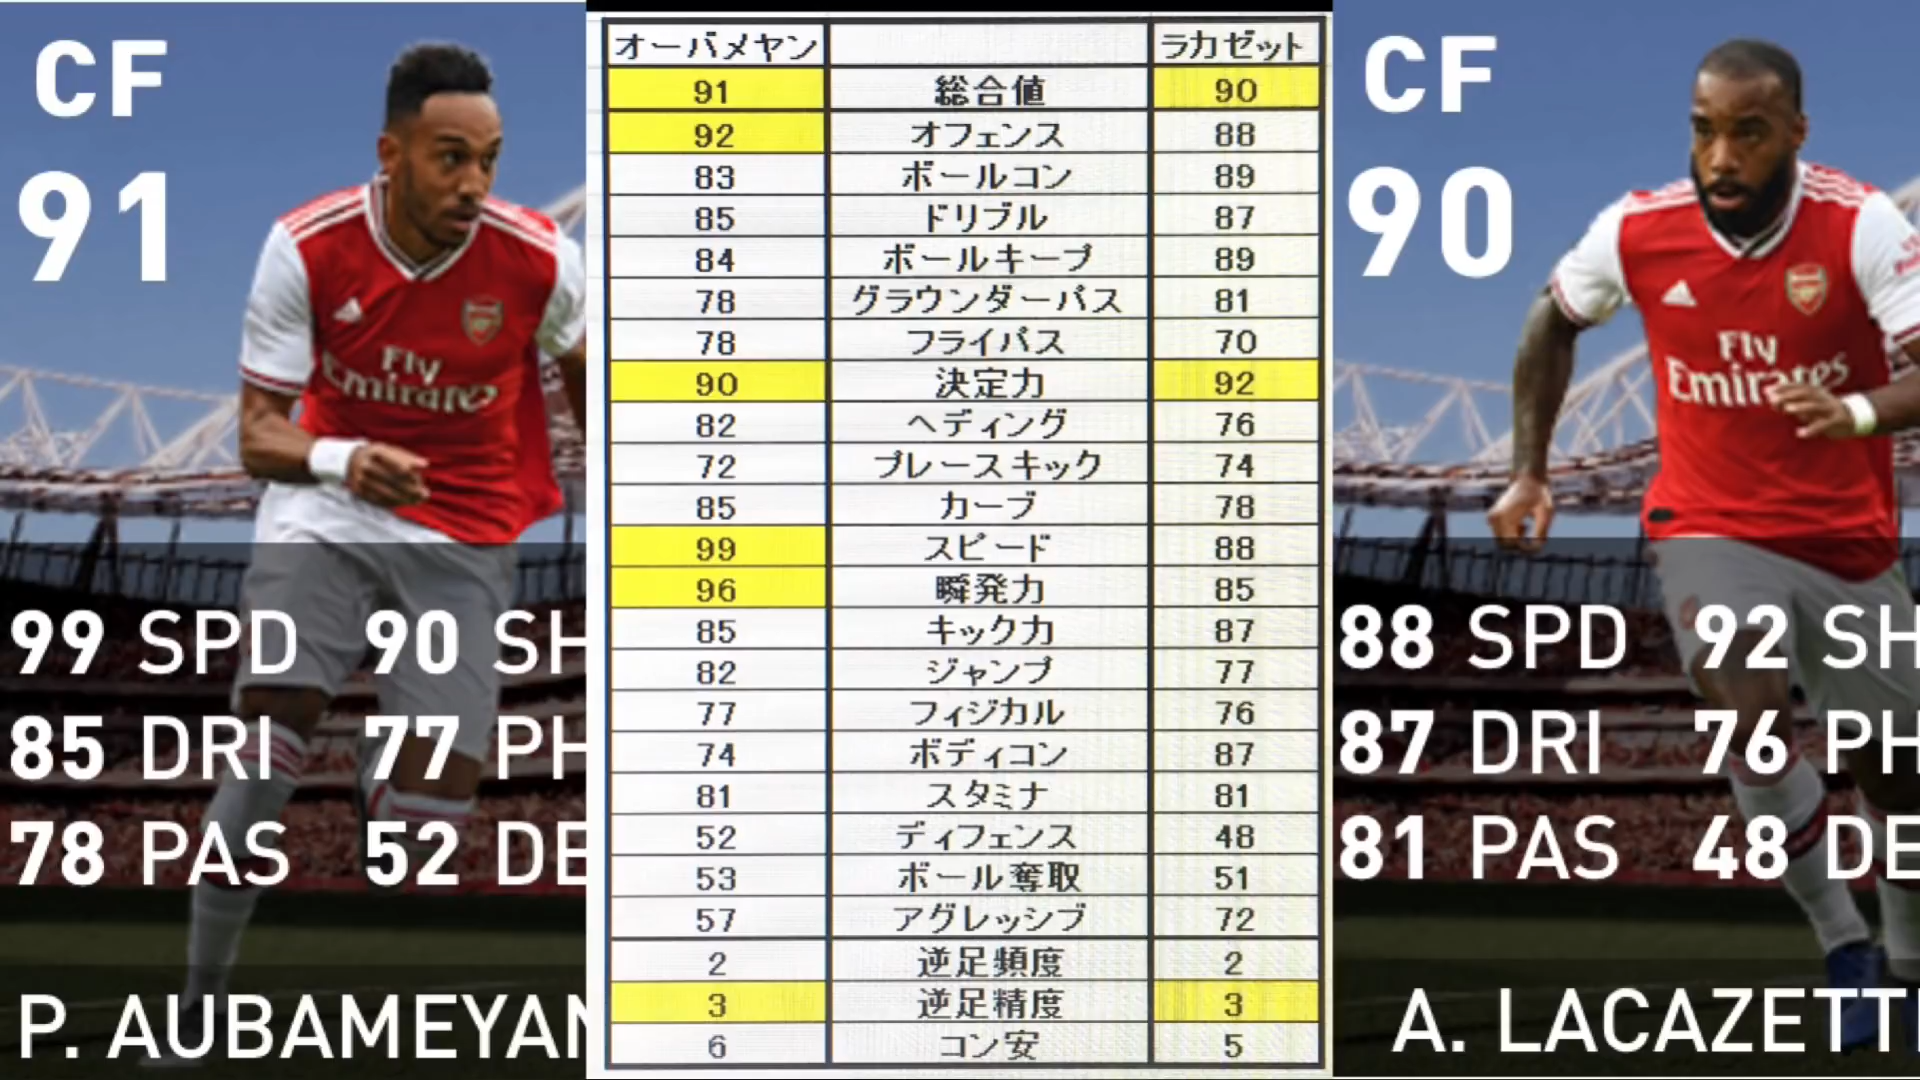 CF
91
Fly
Emirates
99 SPD 90 SH
85 DRI 77 PH
78 PAS 52 DE
P. AUBAMEYAN
オーバメヤン ラカゼット
91 総合値 90
92 オフェンス 88
83 ボールコン 89
85 ドリブル 87
84 ボールキープ 89
78 グラウンダーパス 81
78 フライパス 70
90 決定力 92
82 ヘディング 76
72 プレースキック 74
85 カーブ 78
99 スピード 88
96 瞬発力 85
85 キック力 87
82 ジャンプ 77
77 フィジカル 76
74 ボディコン 87
81 スタミナ 81
52 ディフェンス 48
53 ボール奪取 51
57 アグレッシブ 72
2 逆足頻度 2
3 逆足精度 3
6 コン安 5
CF
90
Fly
Emirates
88 SPD 92 SH
87 DRI 76 PH
81 PAS 48 DE
A. LACAZETT